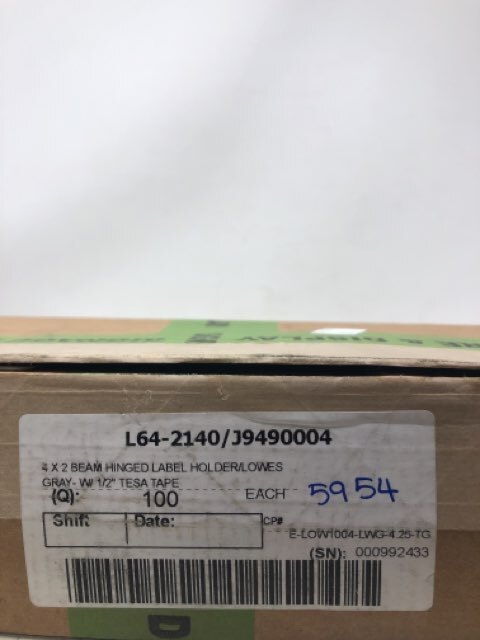 E & DISPLAY
L64-2140/J9490004
4 X 2 BEAM HINGED LABEL HOLDER/LOWES
GRAY- W/ 1/2" TESA TAPE
(Q): 100 EACH 5954
Shift Date: CP#
E-LOW1004-LWG-4.25-TG
(SN): 000992433
D